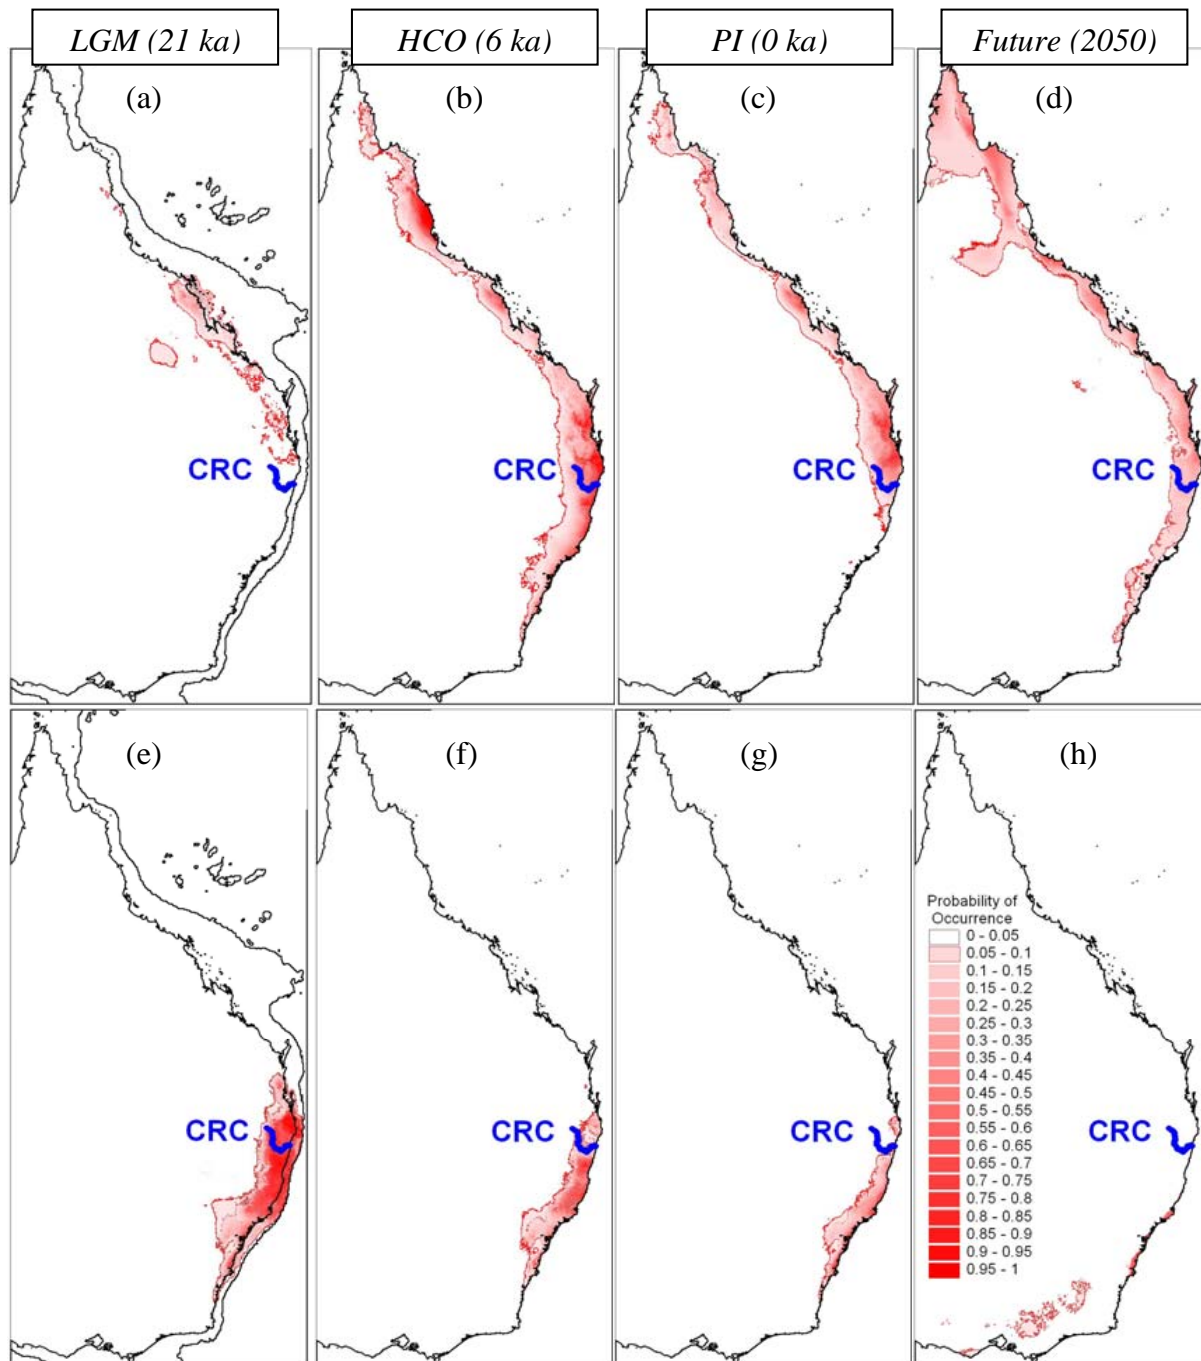 LGM (21 ka)
HCO (6 ka)
PI (0 ka)
Future (2050)
(a)
(b)
(c)
(d)
CRC
CRC
CRC
CRC
(e)
(f)
(g)
(h)
CRC
CRC
CRC
CRC
Probability of
Occurrence
0 - 0.05
0.05 - 0.1
0.1 - 0.15
0.15 - 0.2
0.2 - 0.25
0.25 - 0.3
0.3 - 0.35
0.35 - 0.4
0.4 - 0.45
0.45 - 0.5
0.5 - 0.55
0.55 - 0.6
0.6 - 0.65
0.65 - 0.7
0.7 - 0.75
0.75 - 0.8
0.8 - 0.85
0.85 - 0.9
0.9 - 0.95
0.95 - 1